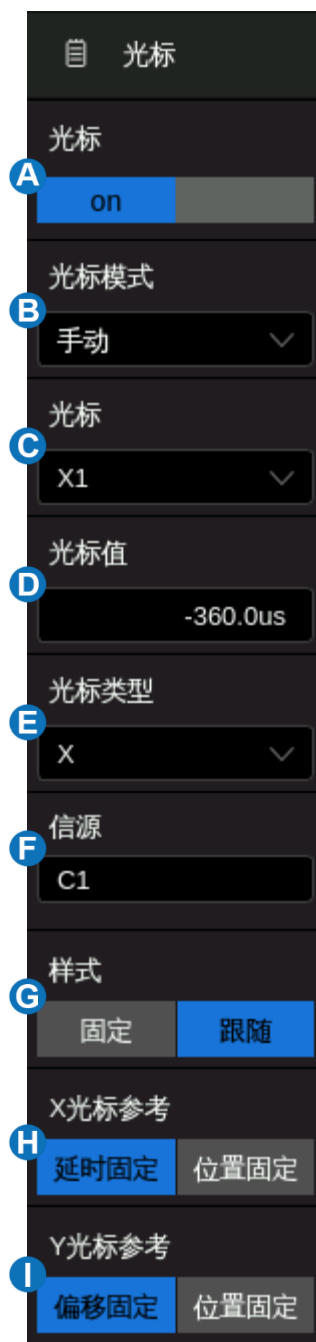 光标
光标
A
on
光标模式
B
手动
光标
C
X1
光标值
D
-360.0us
光标类型
E
X
信源
F
C1
样式
G
固定 跟随
X光标参考
H
延时固定 位置固定
Y光标参考
I
偏移固定 位置固定